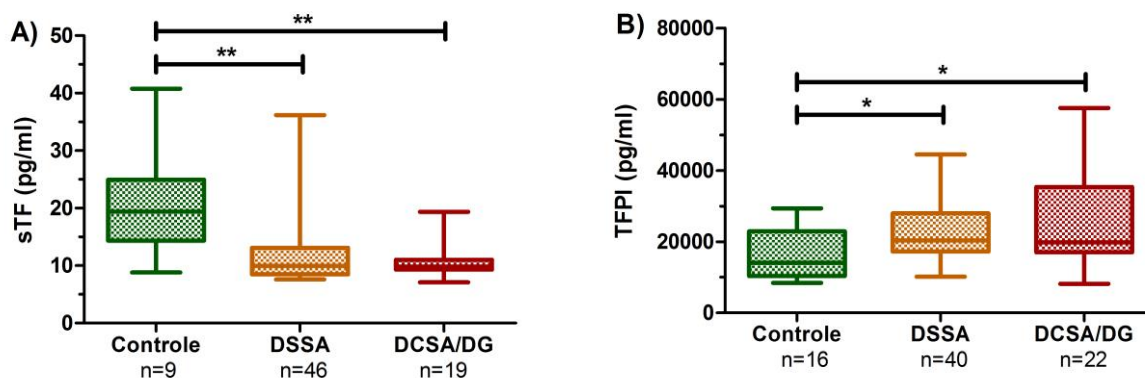 A)
sTF (pg/ml)
50
40
30
20
10
0
**
**
Controle
n=9
DSSA
n=46
DCSA/DG
n=19
B)
TFPI (pg/ml)
80000
60000
40000
20000
0
*
*
Controle
n=16
DSSA
n=40
DCSA/DG
n=22